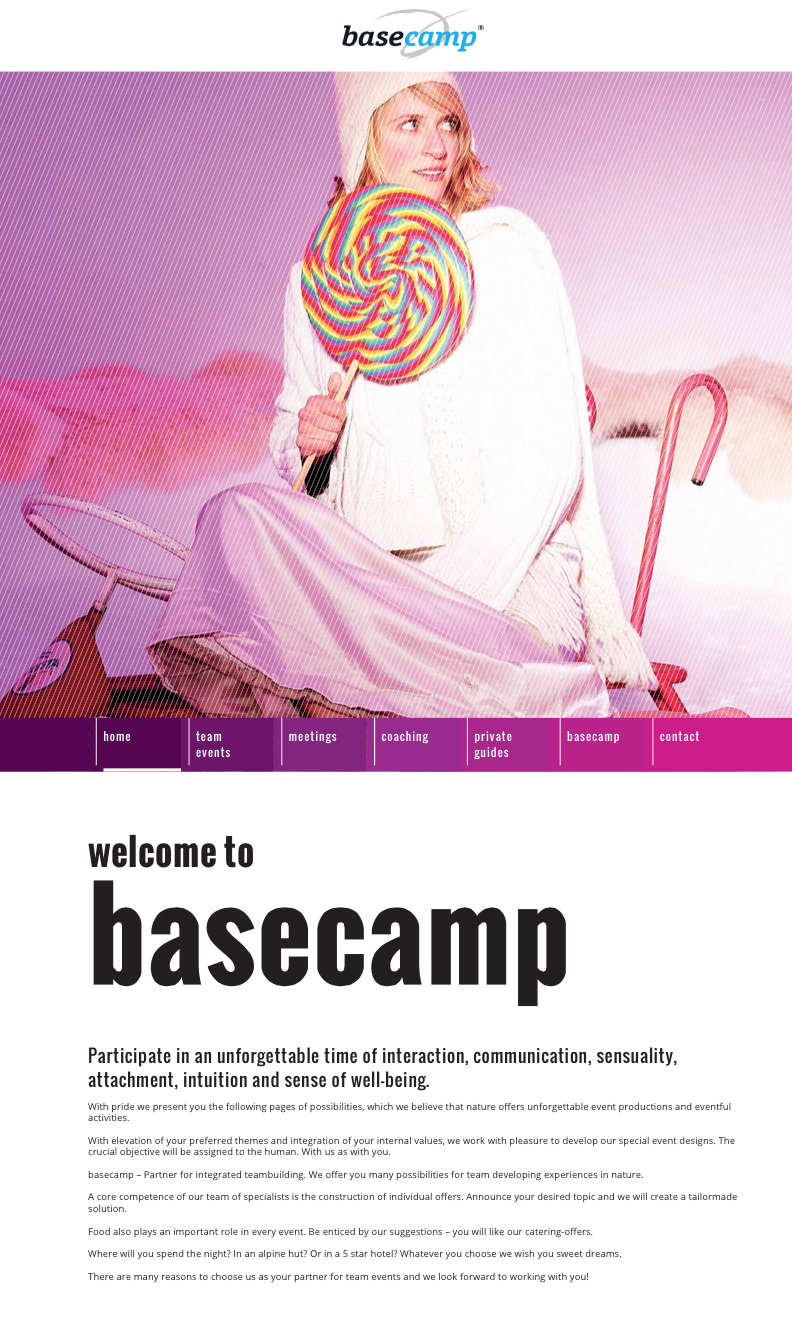 basecamp®
home
team
events
meetings
coaching
private
guides
basecamp
contact
welcome to
basecamp
Participate in an unforgettable time of interaction, communication, sensuality,
attachment, intuition and sense of well-being.
With pride we present you the following pages of possibilities, which we believe that nature offers unforgettable event productions and eventful
activities.
With elevation of your preferred themes and integration of your internal values, we work with pleasure to develop our special event designs. The
crucial objective will be assigned to the human. With us as with you.
basecamp – Partner for integrated teambuilding. We offer you many possibilities for team developing experiences in nature.
A core competence of our team of specialists is the construction of individual offers. Announce your desired topic and we will create a tailormade
solution.
Food also plays an important role in every event. Be enticed by our suggestions – you will like our catering-offers.
Where will you spend the night? In an alpine hut? Or in a 5 star hotel? Whatever you choose we wish you sweet dreams.
There are many reasons to choose us as your partner for team events and we look forward to working with you!